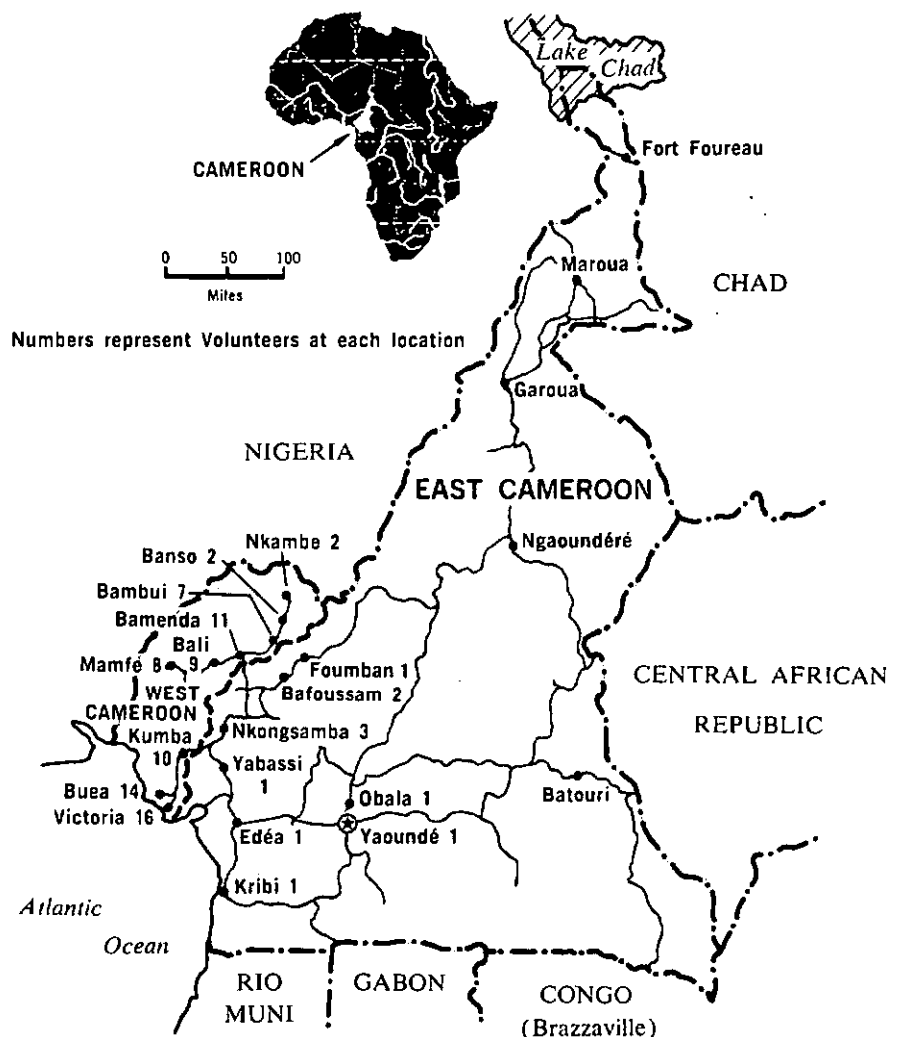 Lake
Chad
Fort Foureau
CAMEROON
0 50 100
Miles
Maroua
CHAD
Numbers represent Volunteers at each location
Garoua
NIGERIA
EAST CAMEROON
Nkambe 2
Banso 2
Ngaoundéré
Bambui 7
Bamenda 11
Bali
9
Mamfe 8
Foumban 1
Bafoussam 2
WEST
CAMEROON
CENTRAL AFRICAN
REPUBLIC
Kumba
10
Nkongsamba 3
Yabassi
1
Buea 14
Victoria 16
Obala 1
Batouri
Edéa 1
Yaoundé 1
Kribi 1
Atlantic
Ocean
RIO
MUNI
GABON
CONGO
(Brazzaville)